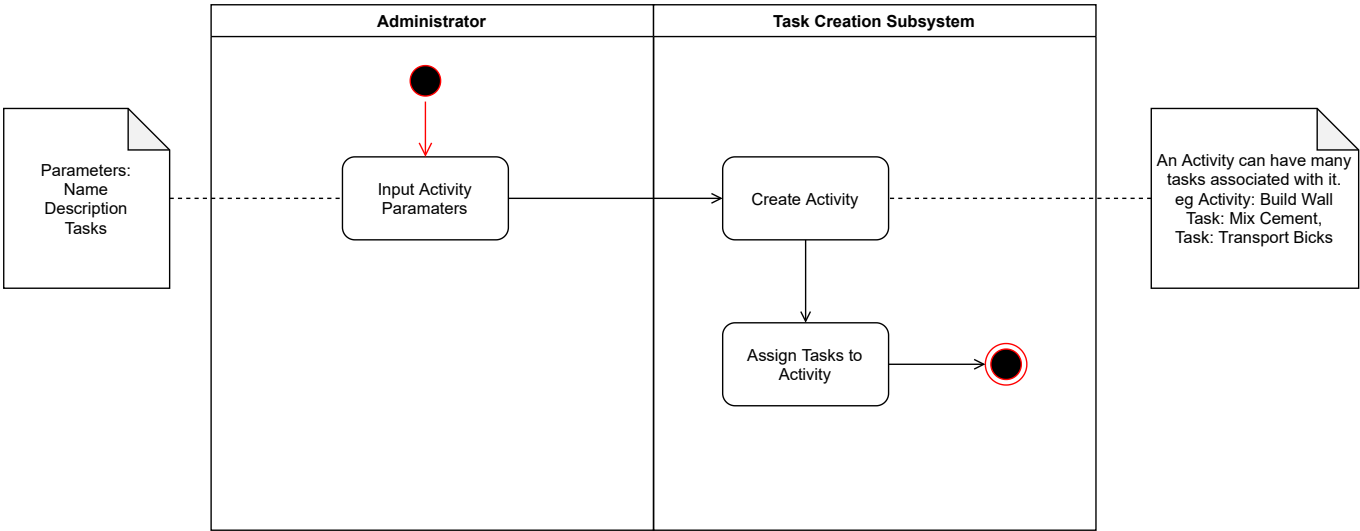 Administrator
Task Creation Subsystem
Parameters:
Name
Description
Tasks
Input Activity
Paramaters
Create Activity
An Activity can have many
tasks associated with it.
eg Activity: Build Wall
Task: Mix Cement,
Task: Transport Bicks
Assign Tasks to
Activity